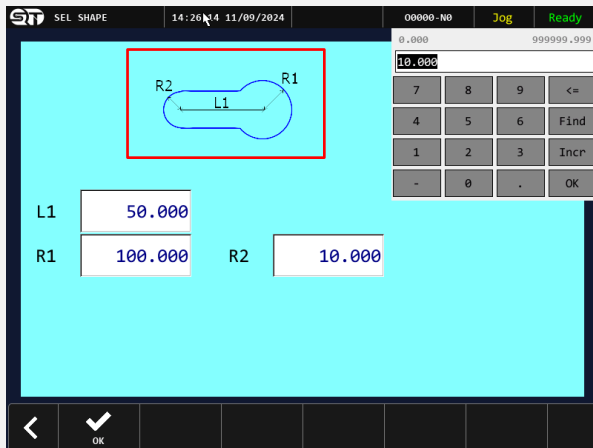 SEL SHAPE 14:26:14 11/09/2024 O0000-N0 Jog Ready
0.000 999999.999
10.000
7 8 9 <=
4 5 6 Find
1 2 3 Incr
- 0 . OK
R2 R1
L1
L1 50.000
R1 100.000 R2 10.000
OK